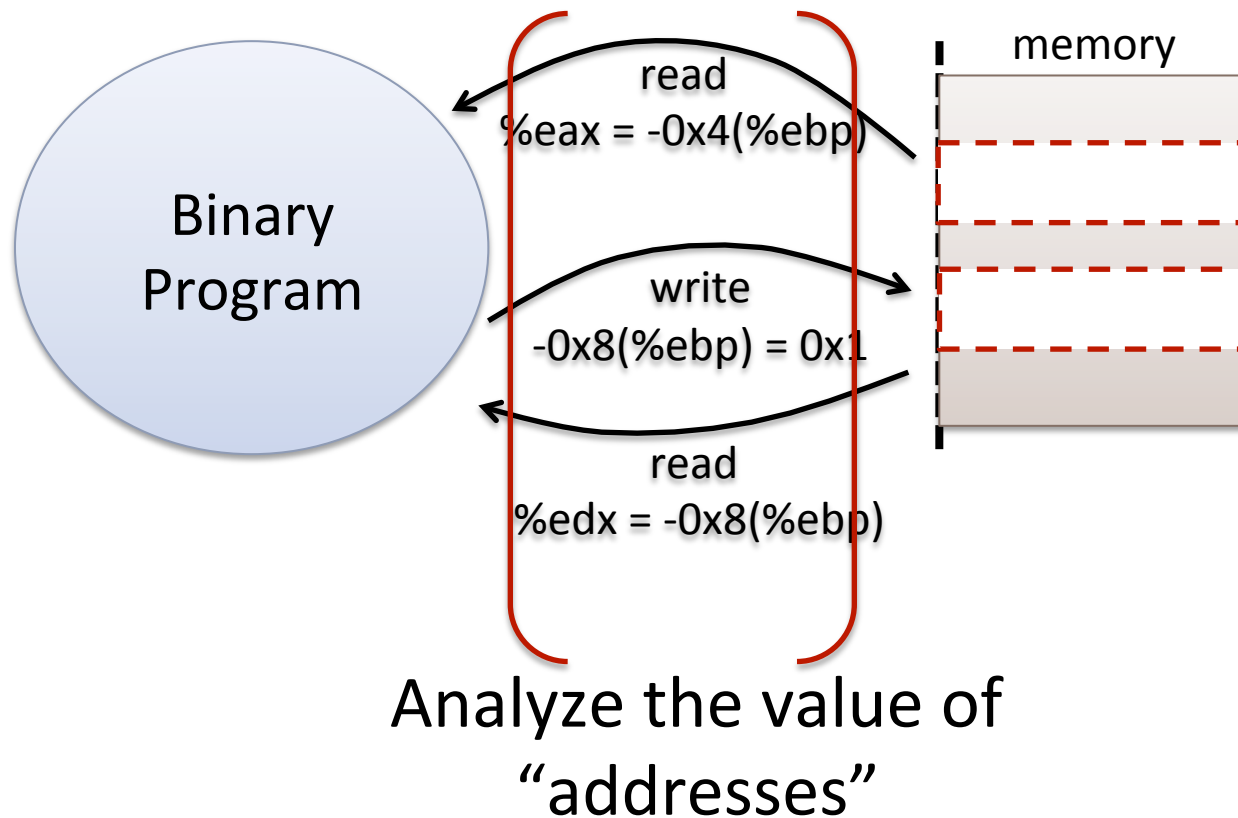 memory
read
%eax = -0x4(%ebp)
Binary
Program
write
-0x8(%ebp) = 0x1
read
%edx = -0x8(%ebp)
Analyze the value of
“addresses”